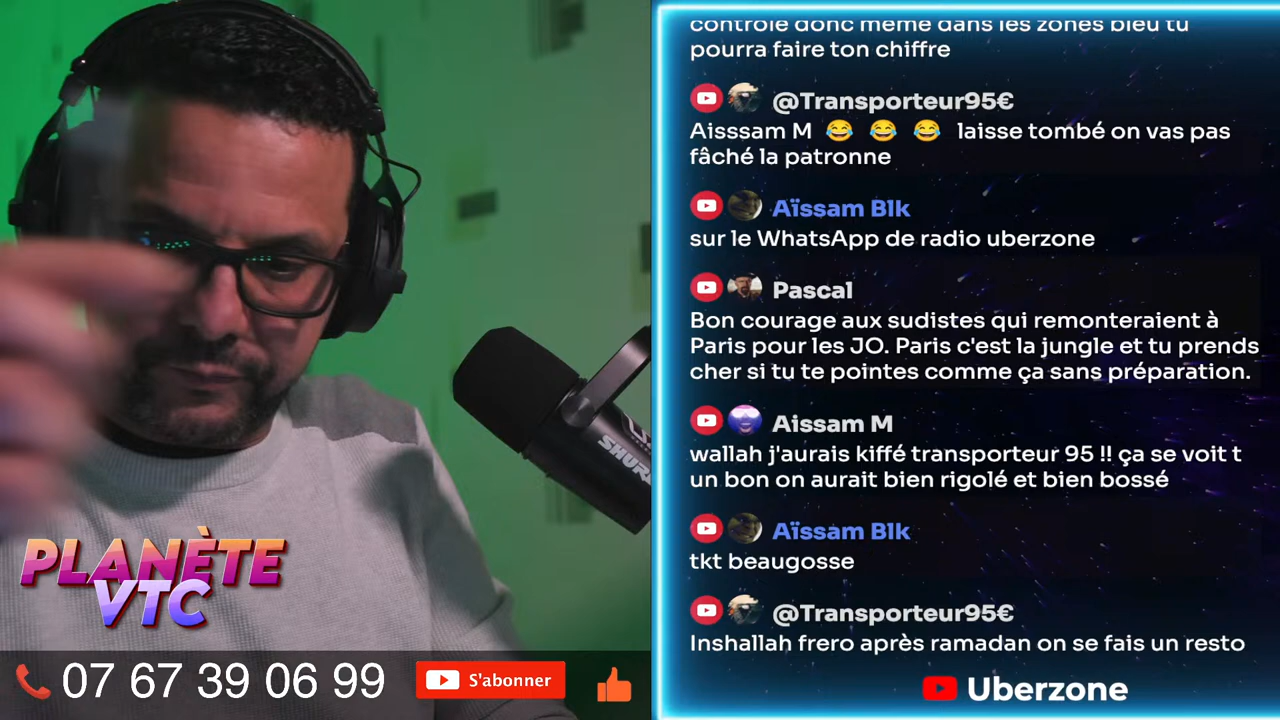 contrôle donc même dans les zones bleu tu
pourra faire ton chiffre
@Transporteur95€
Aisssam M 😂 😂 😂 laisse tombé on vas pas
fâché la patronne
Aïssam Blk
sur le WhatsApp de radio uberzone
Pascal
Bon courage aux sudistes qui remonteraient à
Paris pour les JO. Paris c'est la jungle et tu prends
cher si tu te pointes comme ça sans préparation.
Aissam M
wallah j'aurais kiffé transporteur 95 !! ça se voit t
un bon on aurait bien rigolé et bien bossé
Aïssam Blk
tkt beaugosse
@Transporteur95€
Inshallah frero après ramadan on se fais un resto
Uberzone
SHURE
PLANÈTE
VTC
07 67 39 06 99
S'abonner